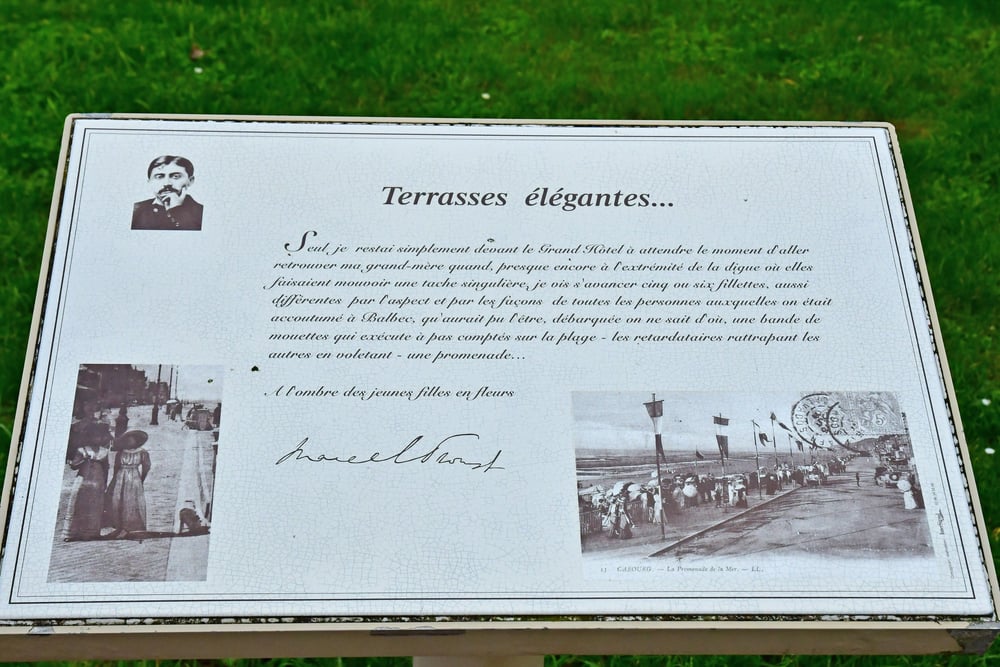 Terrasses élégantes...
Seul, je restai simplement devant le Grand Hôtel à attendre le moment d'aller
retrouver ma grand-mère quand, presque encore à l'extrémité de la digue où elles
faisaient mouvoir une tache singulière, je vis s'avancer cinq ou six fillettes, aussi
différentes par l'aspect et par les façons de toutes les personnes auxquelles on était
accoutumé à Balbec, qu'aurait pu l'être, débarquée on ne sait d'où, une bande de
mouettes qui exécute à pas comptés sur la plage - les retardataires rattrapant les
autres en voletant - une promenade...
A l'ombre des jeunes filles en fleurs
Marcel Proust
13 CABOURG. — La Promenade de la Mer. — LL.